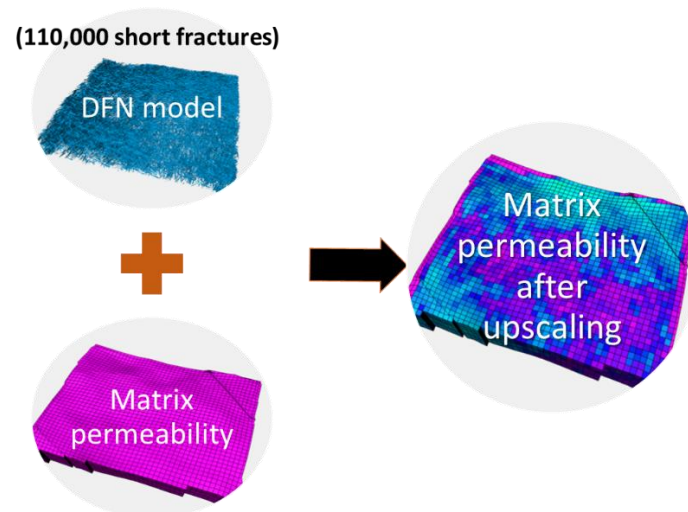 (110,000 short fractures)
DFN model
Matrix
permeability
Matrix
permeability
after
upscaling